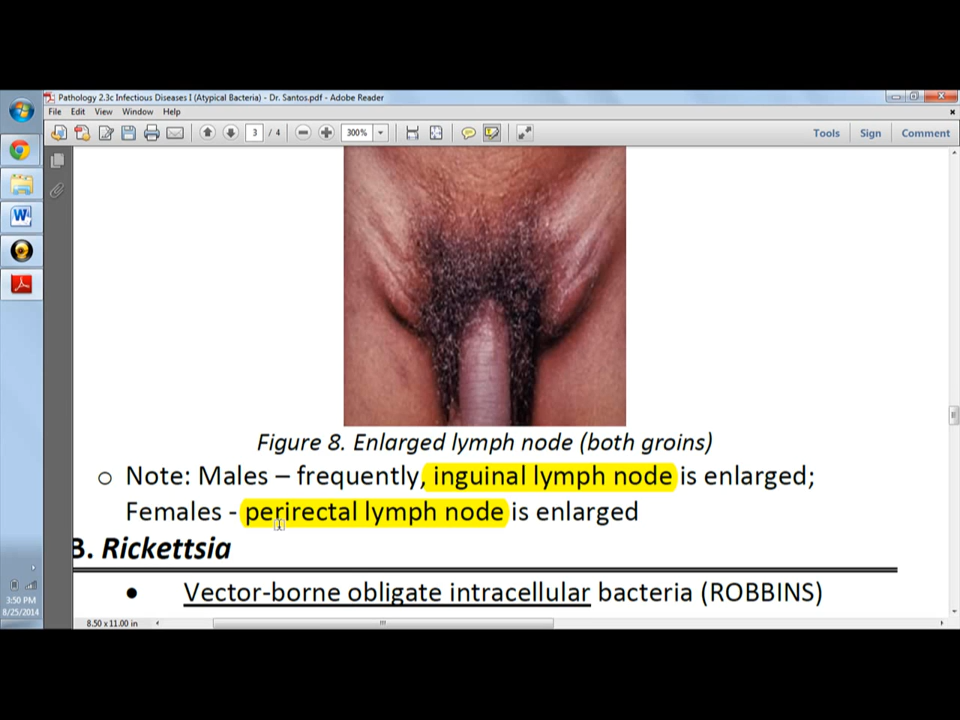 Pathology 2.3c Infectious Diseases I (Atypical Bacteria) - Dr. Santos.pdf - Adobe Reader
File Edit View Window Help
3 / 4 300% Tools Sign Comment
Figure 8. Enlarged lymph node (both groins)
o Note: Males – frequently, inguinal lymph node is enlarged;
Females - perirectal lymph node is enlarged
B. Rickettsia
• Vector-borne obligate intracellular bacteria (ROBBINS)
3:50 PM
8/25/2014
8.50 x 11.00 in